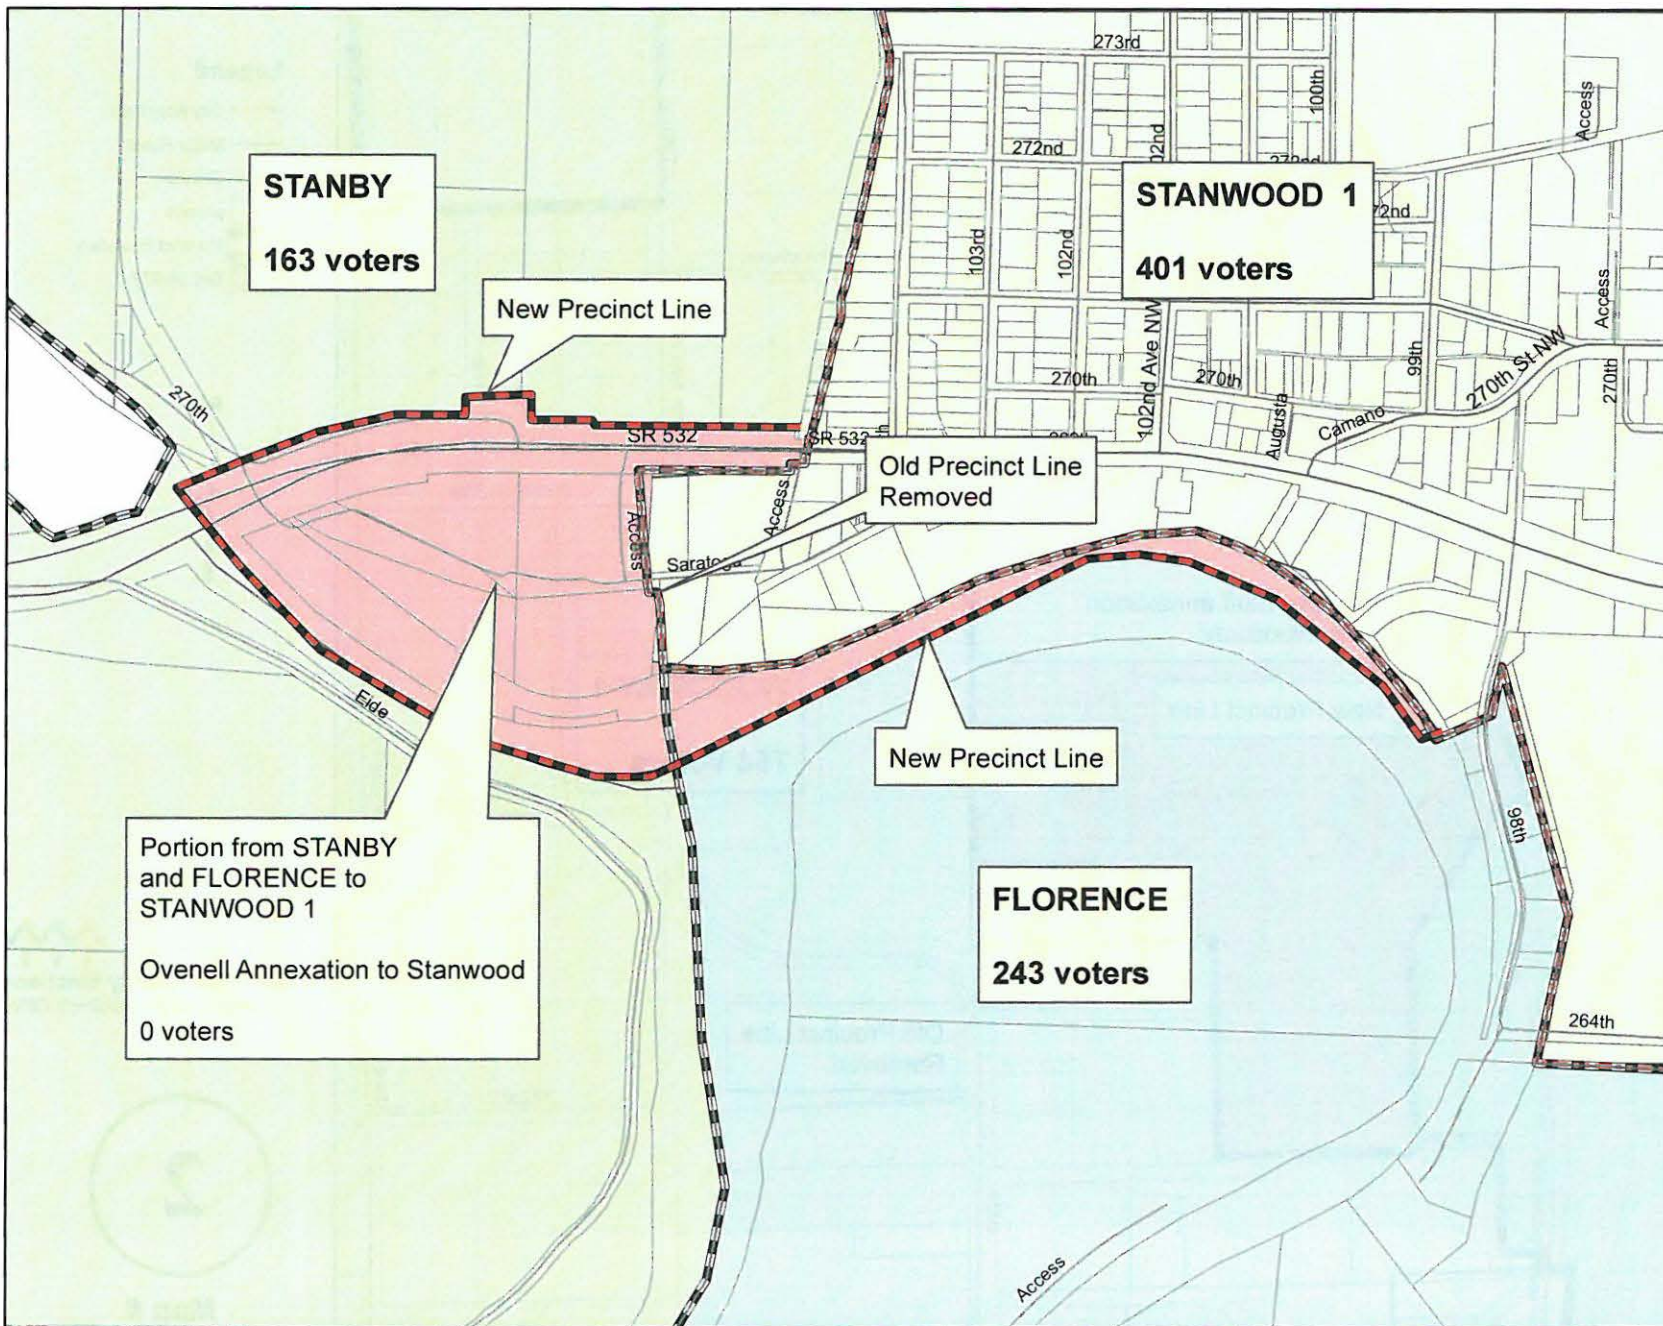 273rd
100th
Access
272nd
STANBY
163 voters
STANWOOD 1
401 voters
72nd
103rd
102nd
Access
New Precinct Line
102nd Ave NW
99th
270th St NW
270th
270th
270th
270th
Augusta
Camano
SR 532
SR 532
Old Precinct Line
Removed
Access
Access
Eide
New Precinct Line
98th
Portion from STANBY
and FLORENCE to
STANWOOD 1
Ovenell Annexation to Stanwood
0 voters
FLORENCE
243 voters
264th
Access